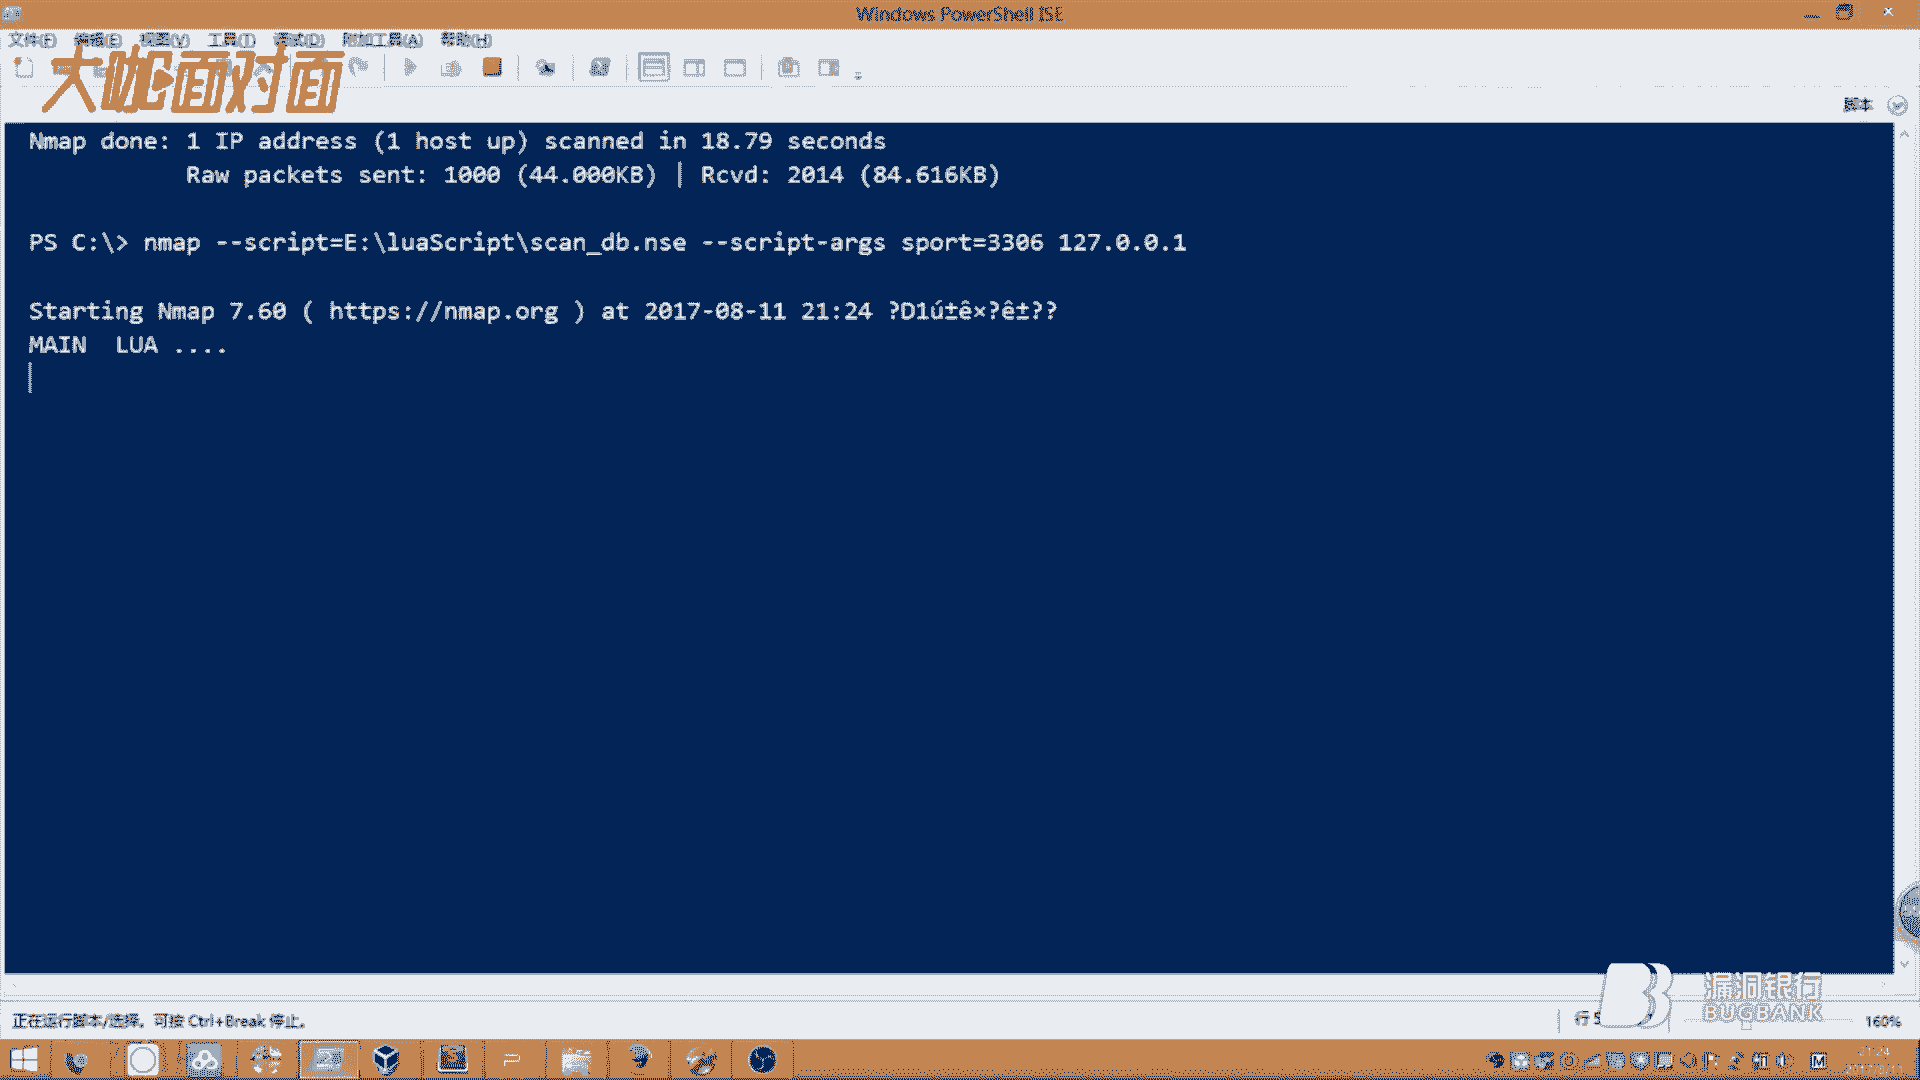 Windows PowerShell ISE
文件(F) 编辑(E) 视图(V) 工具(T) 调试(D) 附加工具(A) 帮助(H)
大咖面对面
脚本
Nmap done: 1 IP address (1 host up) scanned in 18.79 seconds
Raw packets sent: 1000 (44.000KB) | Rcvd: 2014 (84.616KB)
PS C:\> nmap --script=E:\luaScript\scan_db.nse --script-args sport=3306 127.0.0.1
Starting Nmap 7.60 ( https://nmap.org ) at 2017-08-11 21:24 ?D1ú±ê×?ê±??
MAIN  LUA ....
漏洞银行
BUGBANK
正在运行脚本/选择。可按 Ctrl+Break 停止。
行 5
160%
M
21:24